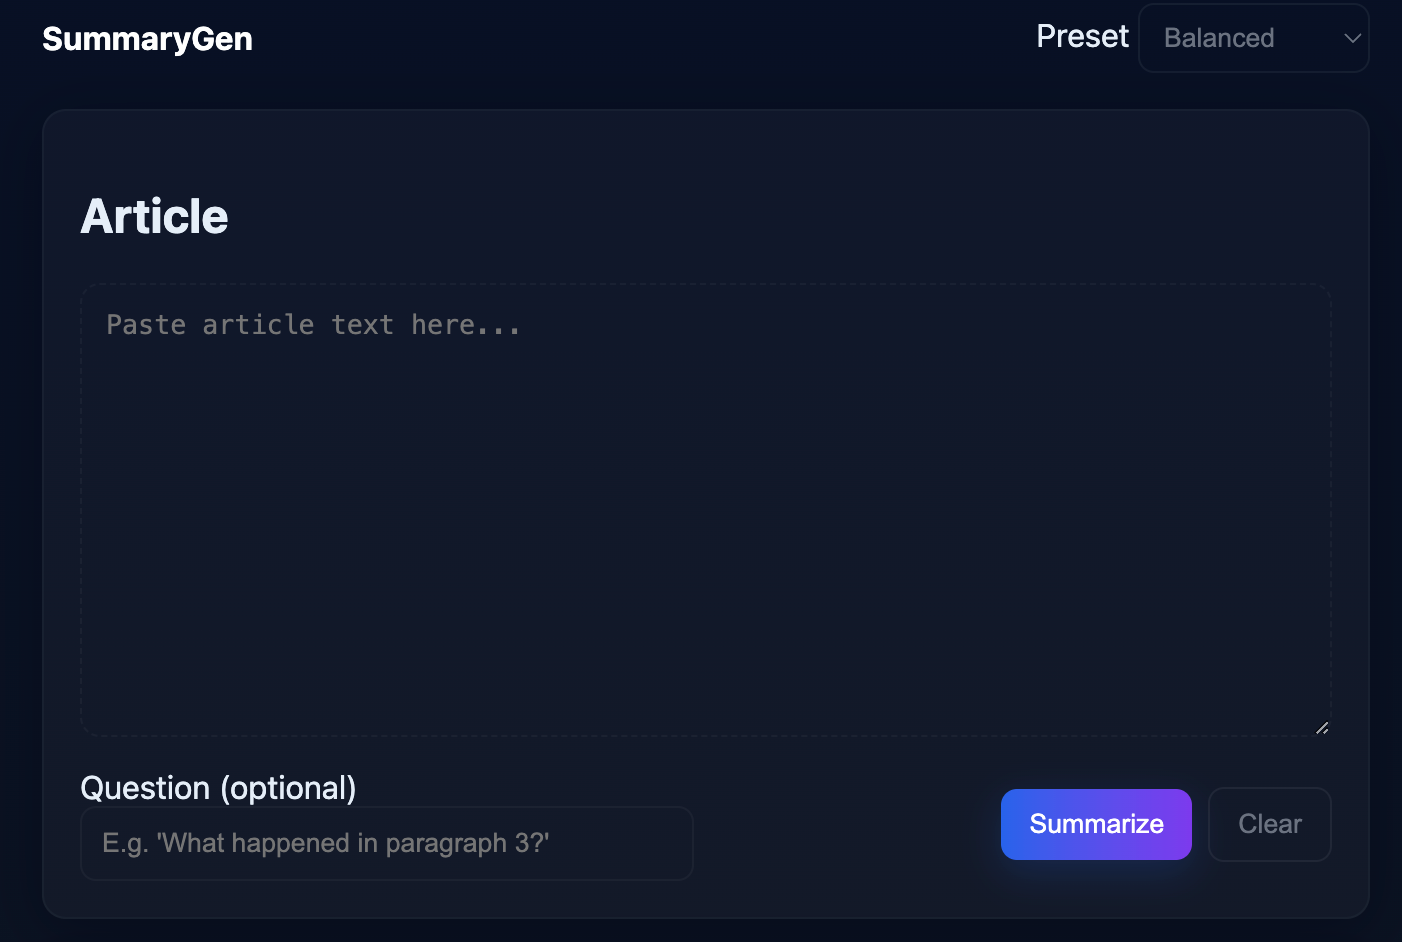 SummaryGen
Preset
Balanced
Article
Paste article text here...
Question (optional)
E.g. 'What happened in paragraph 3?'
Summarize
Clear